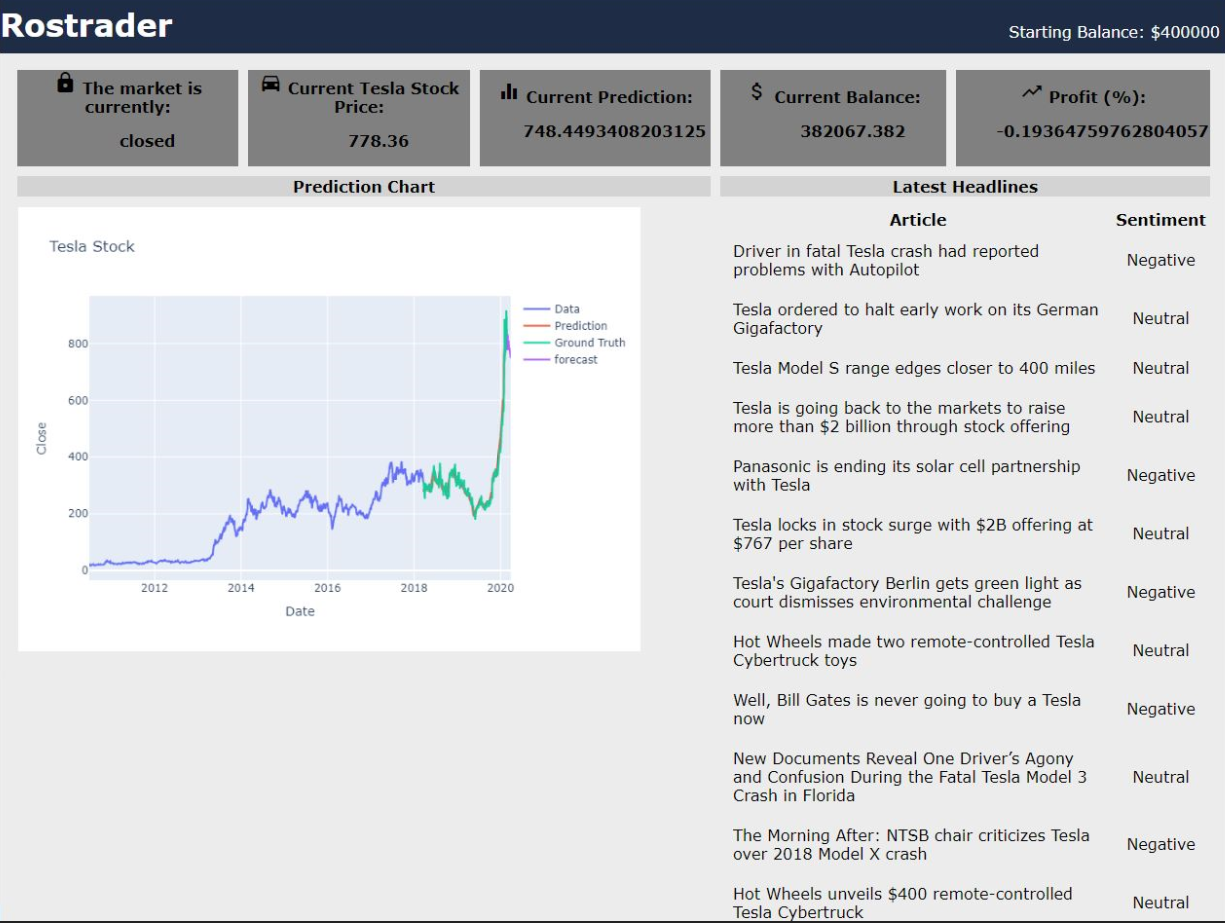 Rostrader
Starting Balance: $400000
The market is
currently:
closed
Current Tesla Stock
Price:
778.36
Current Prediction:
748.4493408203125
Current Balance:
382067.382
Profit (%):
-0.19364759762804057
Prediction Chart
Tesla Stock
Close
800
600
400
200
0
2012 2014 2016 2018 2020
Date
Data
Prediction
Ground Truth
forecast
Latest Headlines
Article Sentiment
Driver in fatal Tesla crash had reported
problems with Autopilot
Negative
Tesla ordered to halt early work on its German
Gigafactory
Neutral
Tesla Model S range edges closer to 400 miles
Neutral
Tesla is going back to the markets to raise
more than $2 billion through stock offering
Neutral
Panasonic is ending its solar cell partnership
with Tesla
Negative
Tesla locks in stock surge with $2B offering at
$767 per share
Neutral
Tesla's Gigafactory Berlin gets green light as
court dismisses environmental challenge
Negative
Hot Wheels made two remote-controlled Tesla
Cybertruck toys
Neutral
Well, Bill Gates is never going to buy a Tesla
now
Negative
New Documents Reveal One Driver’s Agony
and Confusion During the Fatal Tesla Model 3
Crash in Florida
Neutral
The Morning After: NTSB chair criticizes Tesla
over 2018 Model X crash
Negative
Hot Wheels unveils $400 remote-controlled
Tesla Cybertruck
Neutral